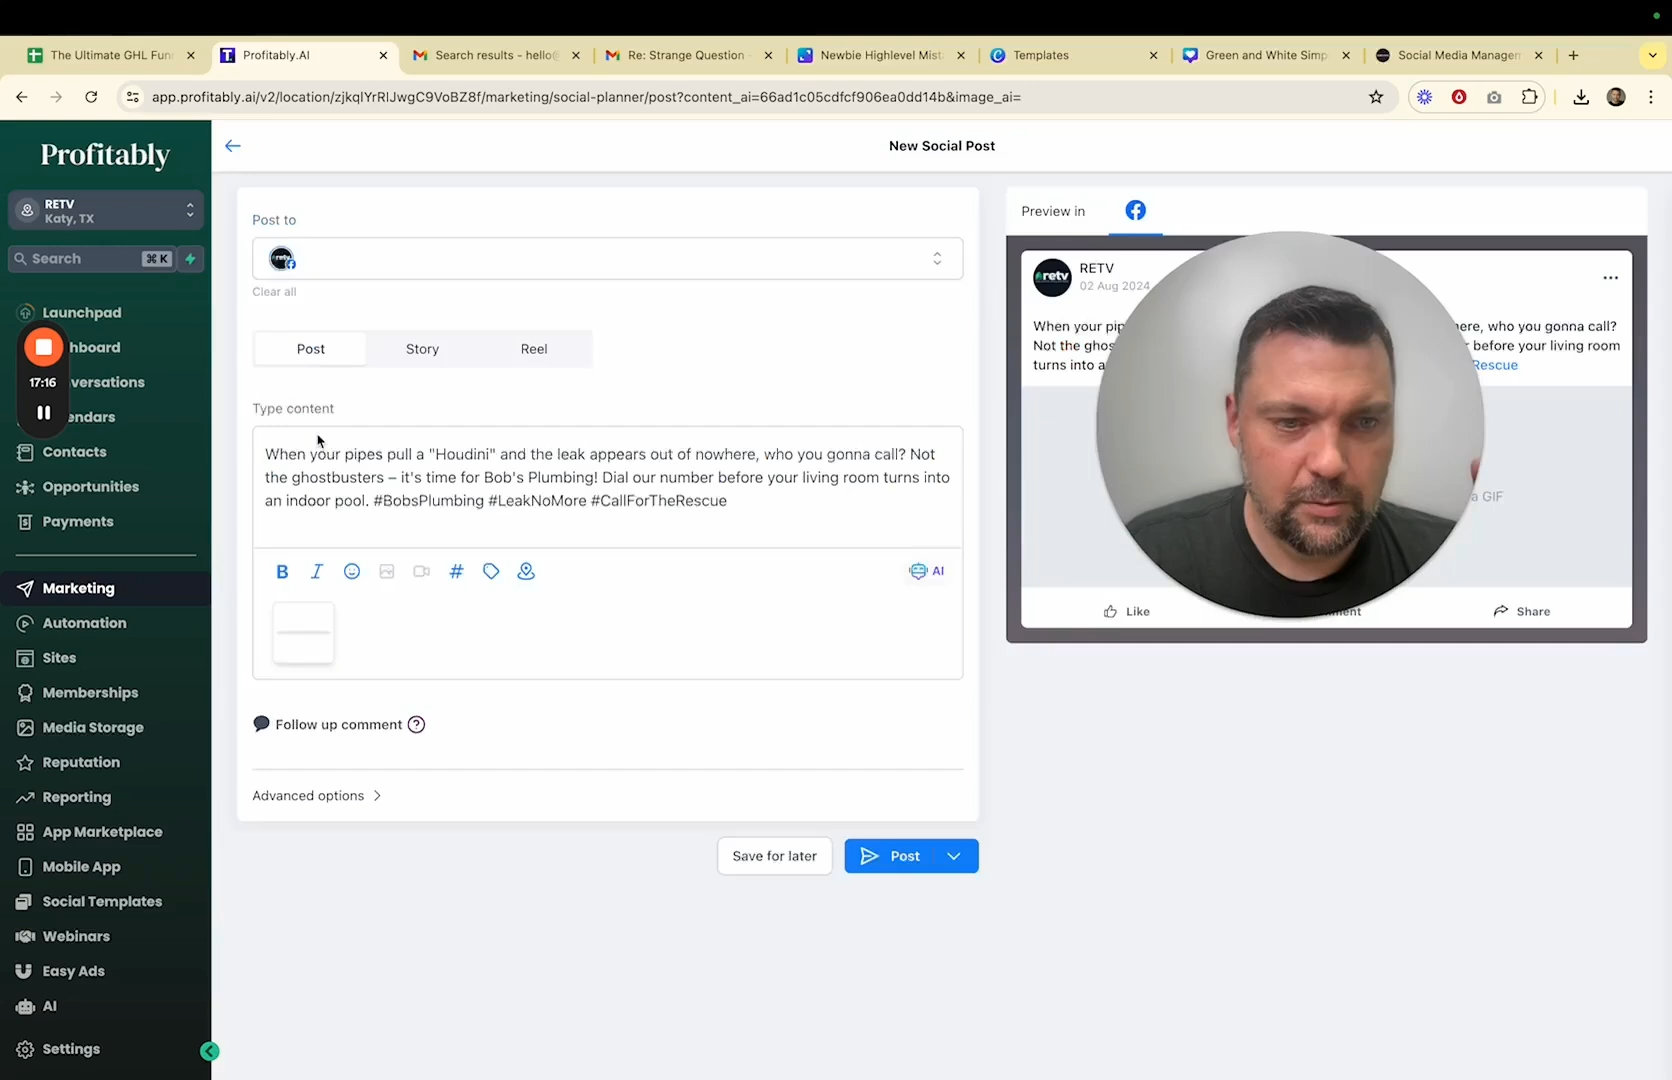 The Ultimate GHL Fun
Profitably.AI
Search results - hello@
Re: Strange Question -
Newbie Highlevel Mist
Templates
Green and White Simp
Social Media Managem
app.profitably.ai/v2/location/zjkqlYrRlJwgC9VoBZ8f/marketing/social-planner/post?content_ai=66ad1c05cdfcf906ea0dd14b&image_ai=
Profitably
RETV
Katy, TX
Search
⌘ K
Launchpad
hboard
17:16
versations
endars
Contacts
Opportunities
Payments
Marketing
Automation
Sites
Memberships
Media Storage
Reputation
Reporting
App Marketplace
Mobile App
Social Templates
Webinars
Easy Ads
AI
Settings
New Social Post
Post to
retv
Clear all
Post
Story
Reel
Type content
When your pipes pull a "Houdini" and the leak appears out of nowhere, who you gonna call? Not
the ghostbusters – it's time for Bob's Plumbing! Dial our number before your living room turns into
an indoor pool. #BobsPlumbing #LeakNoMore #CallForTheRescue
B
I
#
AI
Follow up comment ?
Advanced options
Save for later
Post
Preview in
retv
RETV
02 Aug 2024
When your pip
ere, who you gonna call?
Not the ghos
before your living room
turns into a
Rescue
a GIF
Like
ment
Share